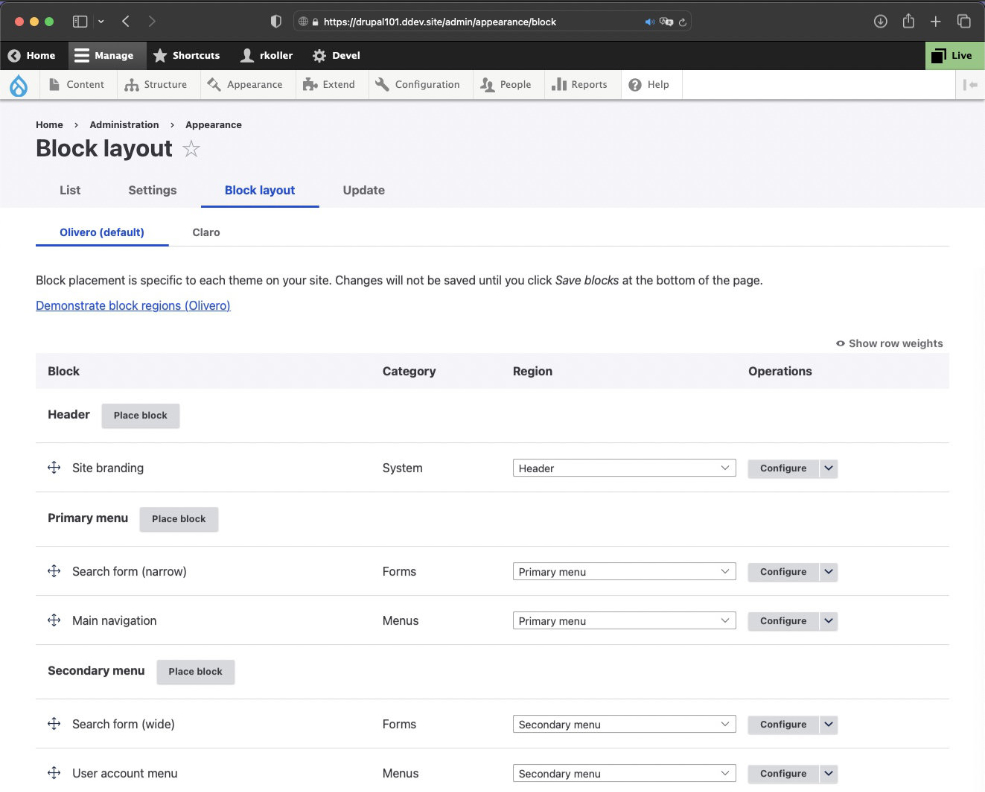 https://drupal101.ddev.site/admin/appearance/block
Home Manage Shortcuts rkoller Devel Live
Content Structure Appearance Extend Configuration People Reports Help
Home › Administration › Appearance
Block layout
List Settings Block layout Update
Olivero (default) Claro
Block placement is specific to each theme on your site. Changes will not be saved until you click Save blocks at the bottom of the page.
Demonstrate block regions (Olivero)
Show row weights
Block Category Region Operations
Header Place block
Site branding System Header Configure
Primary menu Place block
Search form (narrow) Forms Primary menu Configure
Main navigation Menus Primary menu Configure
Secondary menu Place block
Search form (wide) Forms Secondary menu Configure
User account menu Menus Secondary menu Configure